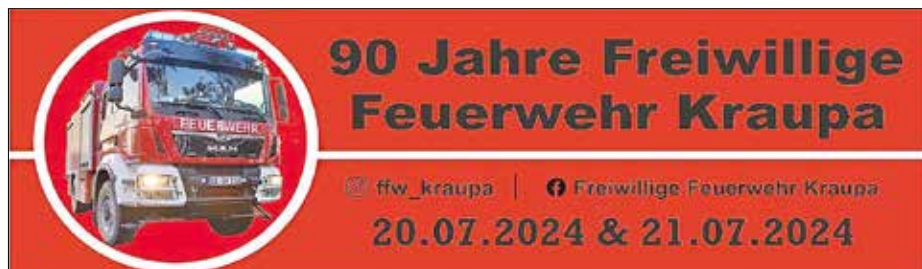 90 Jahre Freiwillige
Feuerwehr Kraupa
FEUERWEHR
MAN
ffw_kraupa | Freiwillige Feuerwehr Kraupa
20.07.2024 & 21.07.2024